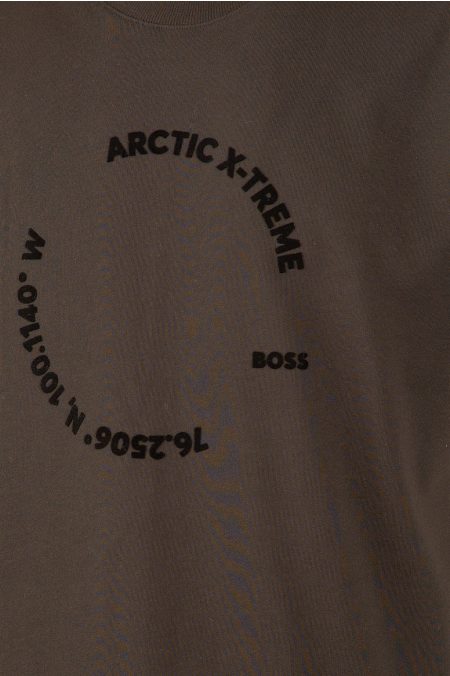 ARCTIC X-TREME
BOSS
76.2506° N, 100.1140° W